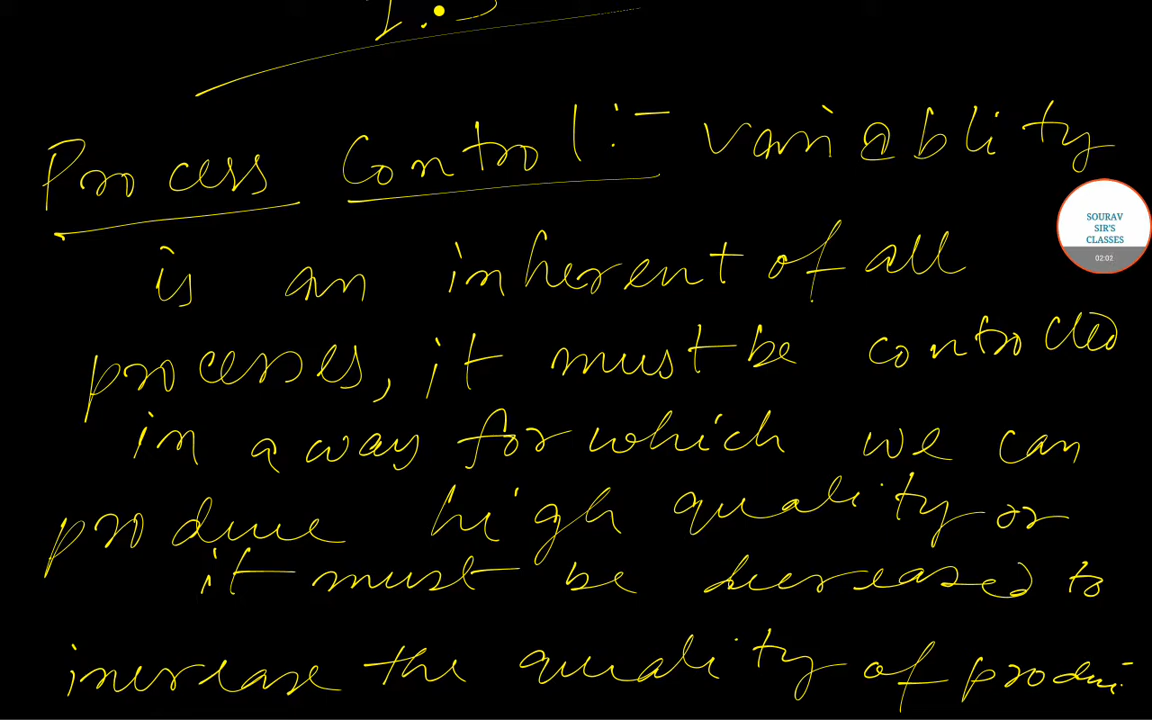 Process Control :- variablity
SOURAV
SIR'S
CLASSES
02:02
is an inherent of all
processes, it must be controlled
in a way for which we can
produce high quality or
it must be decreased to
increase the quality of